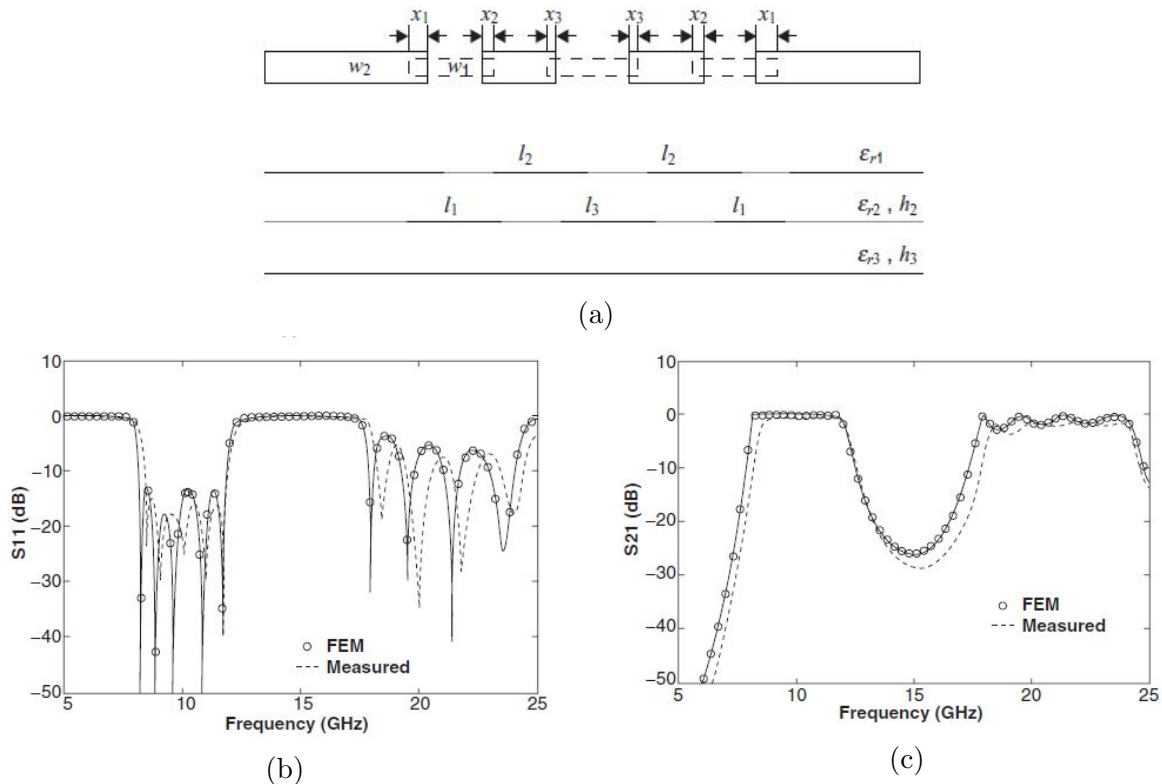 x1 x2 x3 x3 x2 x1
w2 w1
l2 l2 εr1
l1 l3 l1 εr2 , h2
εr3 , h3
(a)
10
0
−10
−20
−30
−40
−50
S11 (dB)
FEM
Measured
5 10 15 20 25
Frequency (GHz)
(b)
10
0
−10
−20
−30
−40
−50
S21 (dB)
FEM
Measured
5 10 15 20 25
Frequency (GHz)
(c)